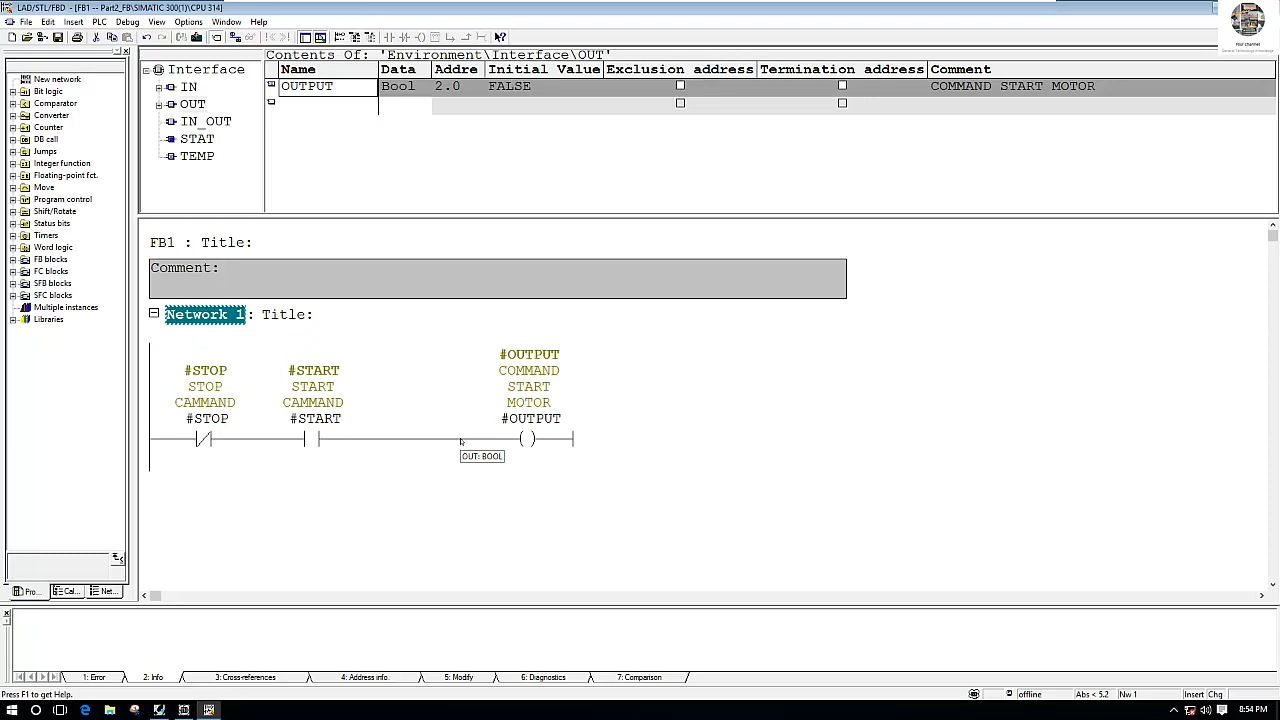 LAD/STL/FBD - [FB1 -- Part2_FB\SIMATIC 300(1)\CPU 314]
File Edit Insert PLC Debug View Options Window Help
Your channel
Contents Of: 'Environment\Interface\OUT'
Interface
IN
OUT
IN_OUT
STAT
TEMP
Name Data Addre Initial Value Exclusion address Termination address Comment
OUTPUT Bool 2.0 FALSE COMMAND START MOTOR
New network
Bit logic
Comparator
Converter
Counter
DB call
Jumps
Integer function
Floating-point fct.
Move
Program control
Shift/Rotate
Status bits
Timers
Word logic
FB blocks
FC blocks
SFB blocks
SFC blocks
Multiple instances
Libraries
Pro... Cal... Net...
FB1 : Title:
Comment:
Network 1: Title:
#OUTPUT
#STOP #START COMMAND
STOP START START
CAMMAND CAMMAND MOTOR
#STOP #START #OUTPUT
OUT: BOOL
1: Error 2: Info 3: Cross-references 4: Address info. 5: Modify 6: Diagnostics 7: Comparison
Press F1 to get Help. offline Abs < 5.2 Nw 1 Insert Chg
8:54 PM